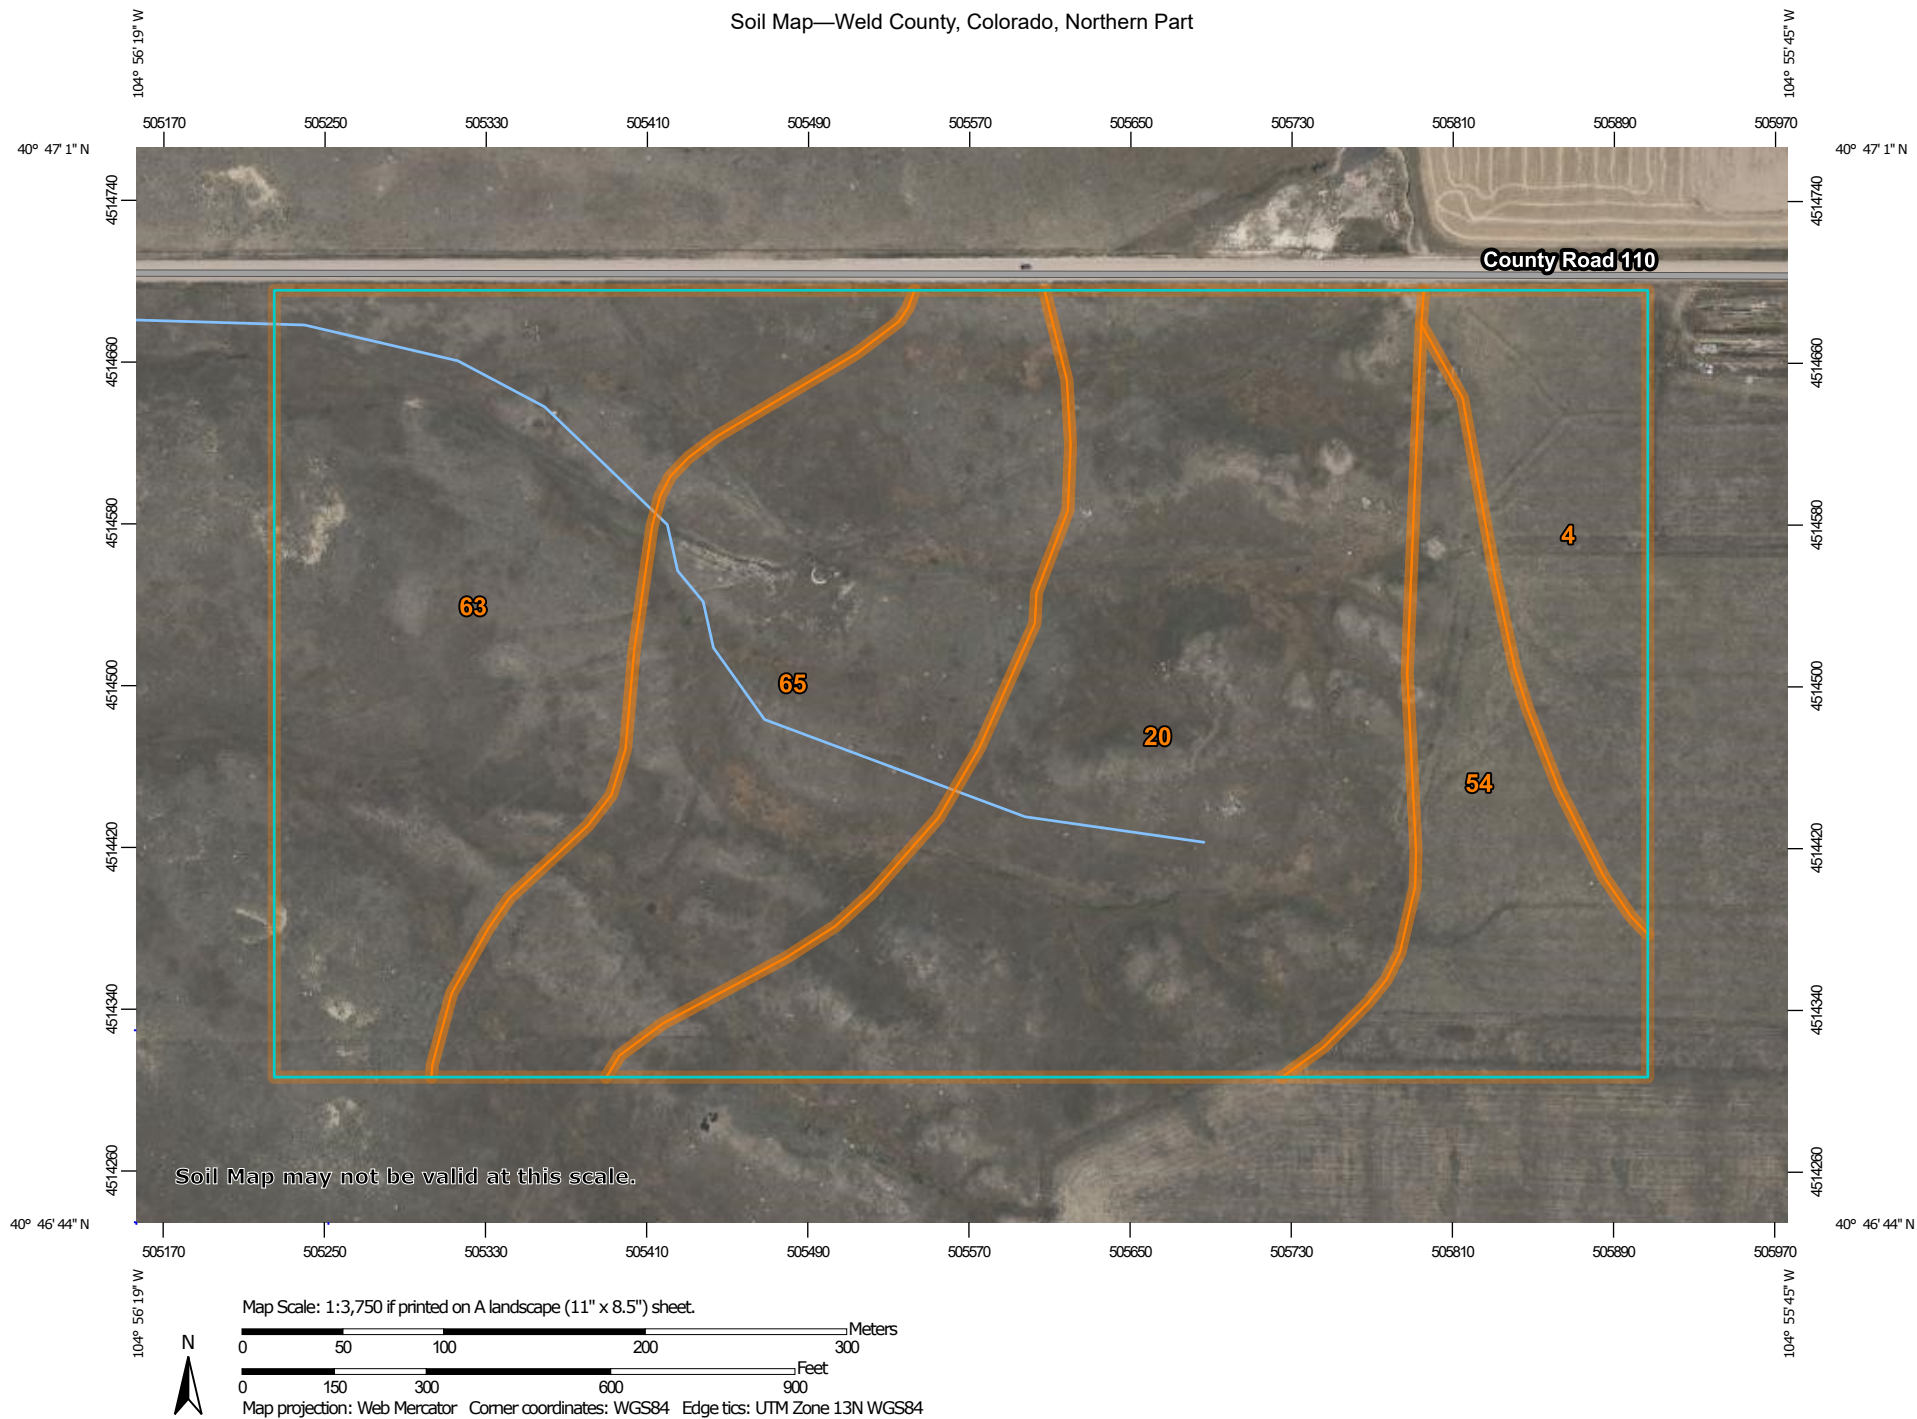 Soil Map—Weld County, Colorado, Northern Part
104° 56' 19" W
104° 55' 45" W
505170 505250 505330 505410 505490 505570 505650 505730 505810 505890 505970
40° 47' 1" N
40° 47' 1" N
4514740
4514740
County Road 110
4514660
4514660
4514580
4514580
4
63
4514500
4514500
65
20
54
4514420
4514420
4514340
4514340
4514260
4514260
Soil Map may not be valid at this scale.
40° 46' 44" N
40° 46' 44" N
505170 505250 505330 505410 505490 505570 505650 505730 505810 505890 505970
104° 56' 19" W
104° 55' 45" W
Map Scale: 1:3,750 if printed on A landscape (11" x 8.5") sheet.
Meters
0 50 100 200 300
N
Feet
0 150 300 600 900
Map projection: Web Mercator Corner coordinates: WGS84 Edge tics: UTM Zone 13N WGS84